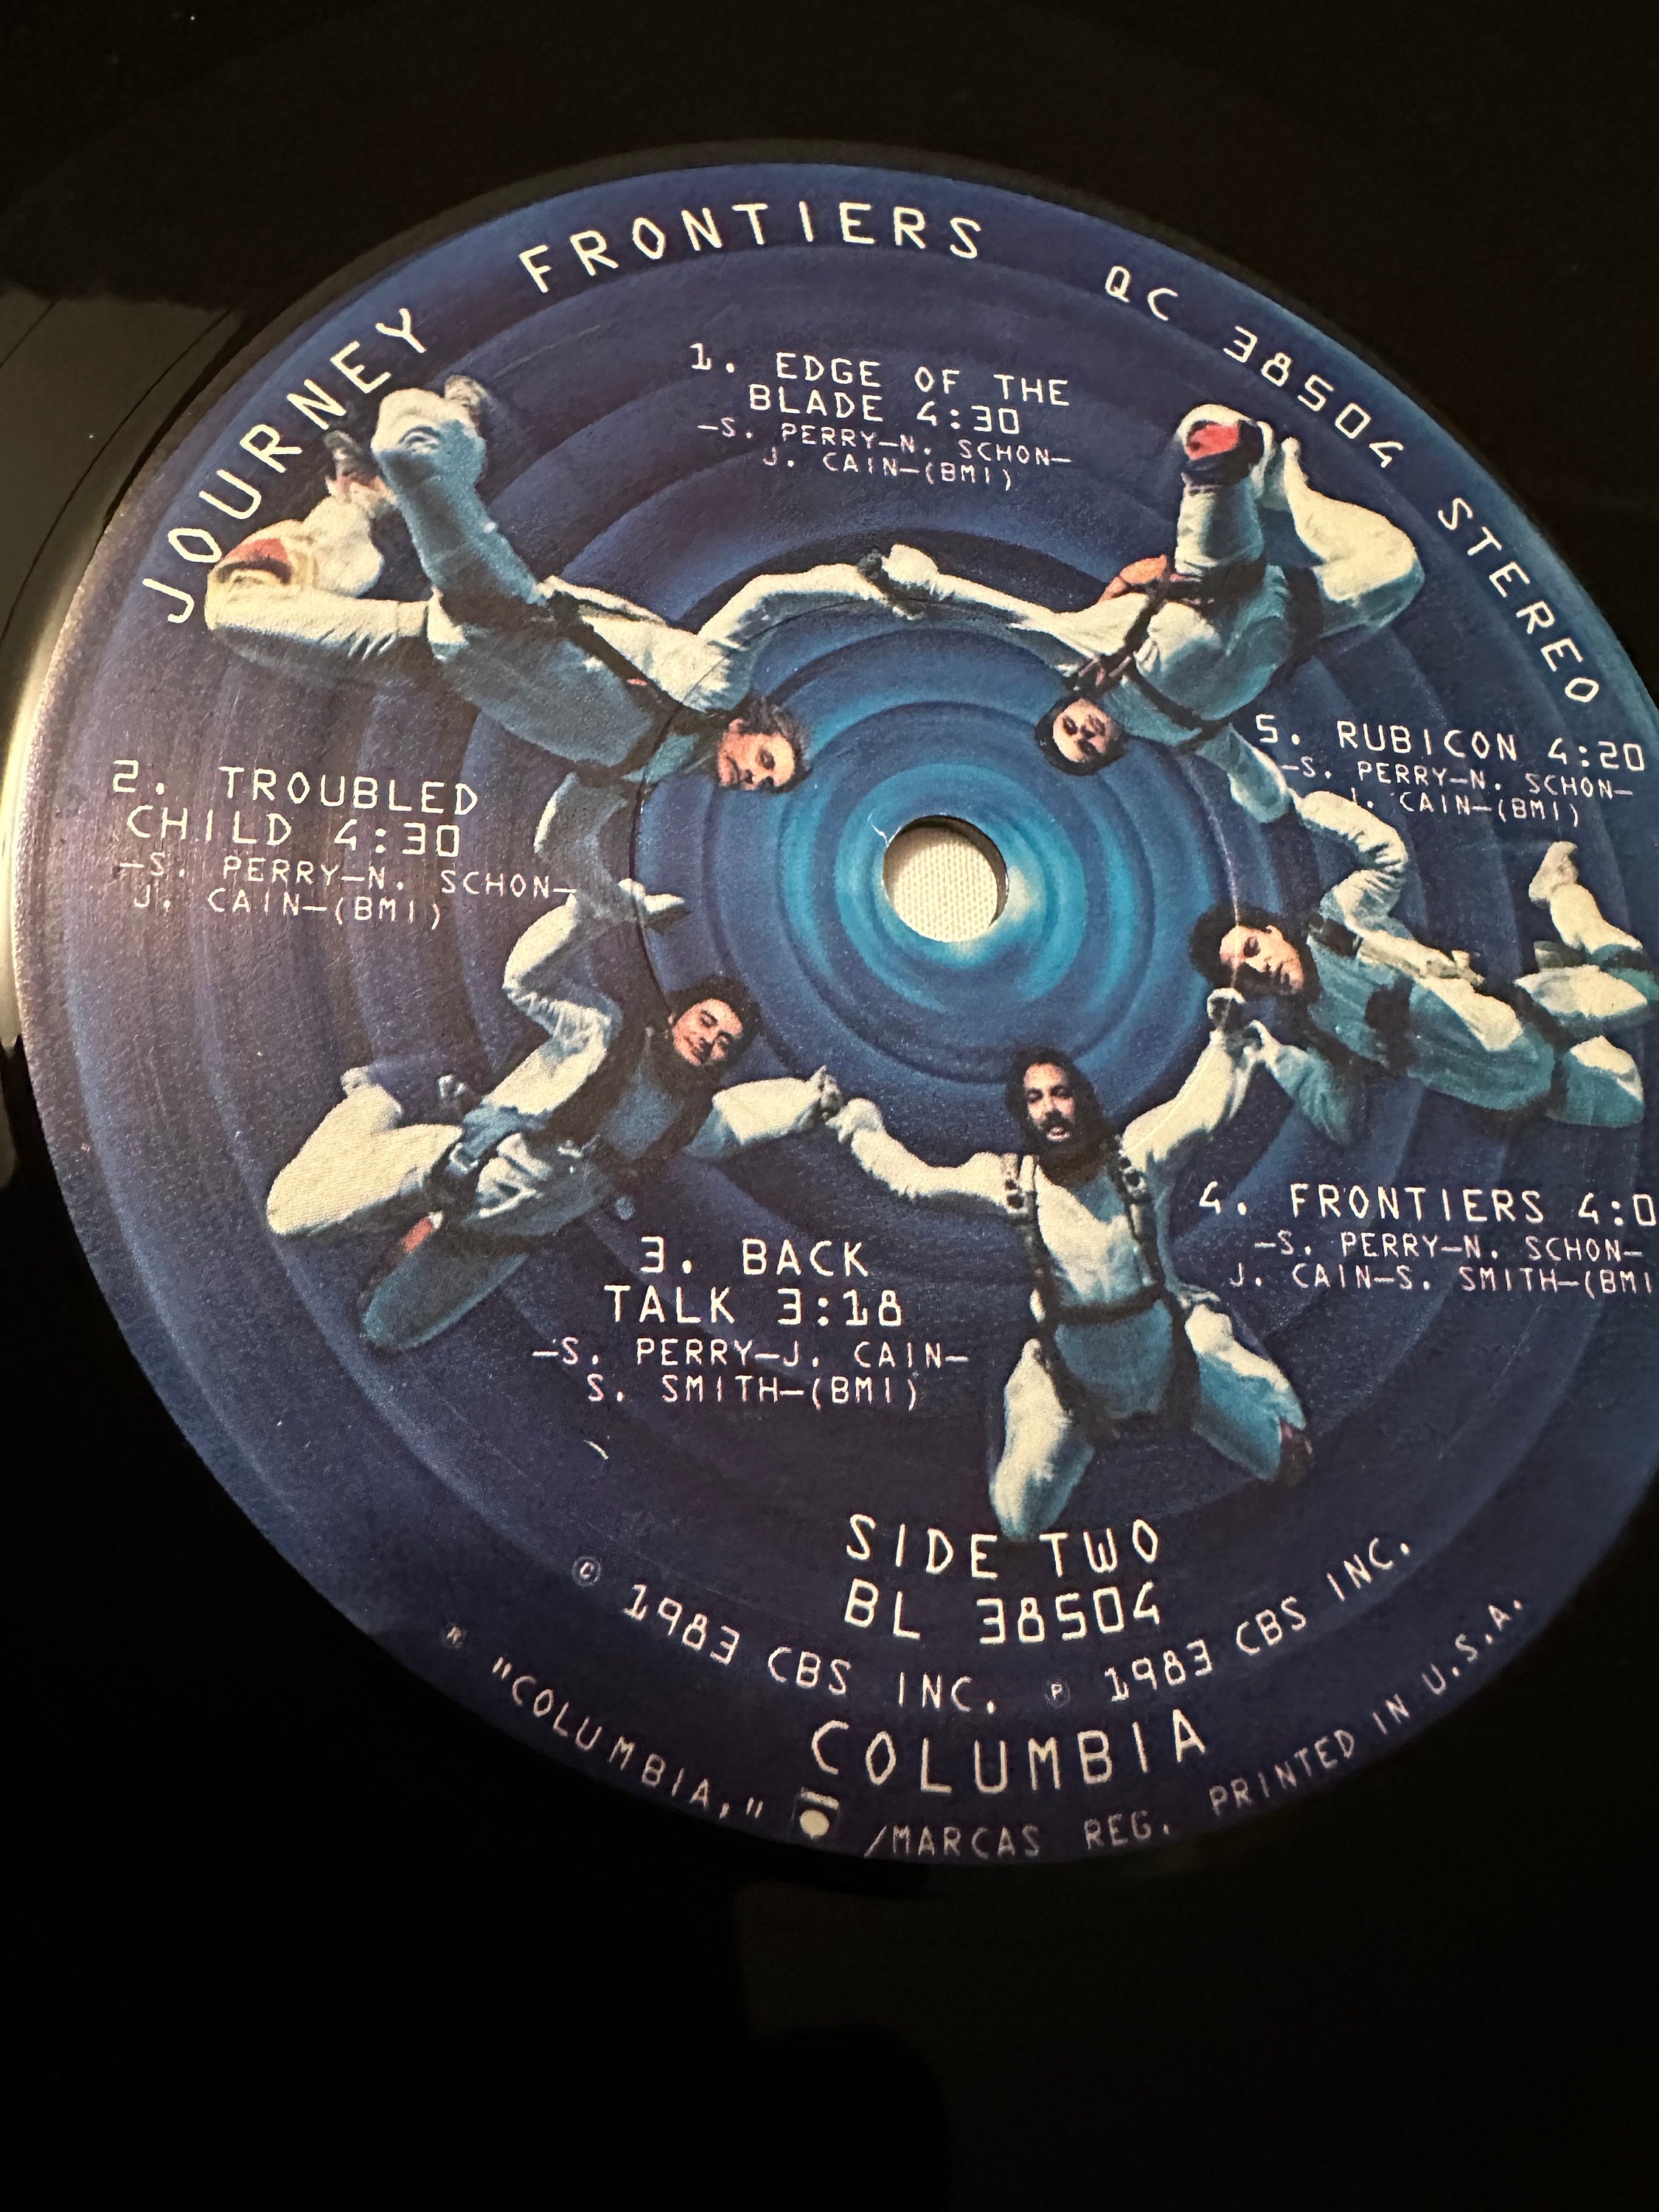 JOURNEY FRONTIERS QC 38504 STEREO
1. EDGE OF THE
BLADE 4:30
—S. PERRY—N. SCHON—
J. CAIN—(BMI)
2. TROUBLED
CHILD 4:30
—S. PERRY—N. SCHON—
J. CAIN—(BMI)
3. BACK
TALK 3:18
—S. PERRY—J. CAIN—
S. SMITH—(BMI)
4. FRONTIERS 4:0
—S. PERRY—N. SCHON—
J. CAIN—S. SMITH—(BMI
5. RUBICON 4:20
—S. PERRY—N. SCHON—
J. CAIN—(BMI)
SIDE TWO
BL 38504
© 1983 CBS INC. ℗ 1983 CBS INC.
COLUMBIA
® "COLUMBIA," /MARCAS REG. PRINTED IN U.S.A.